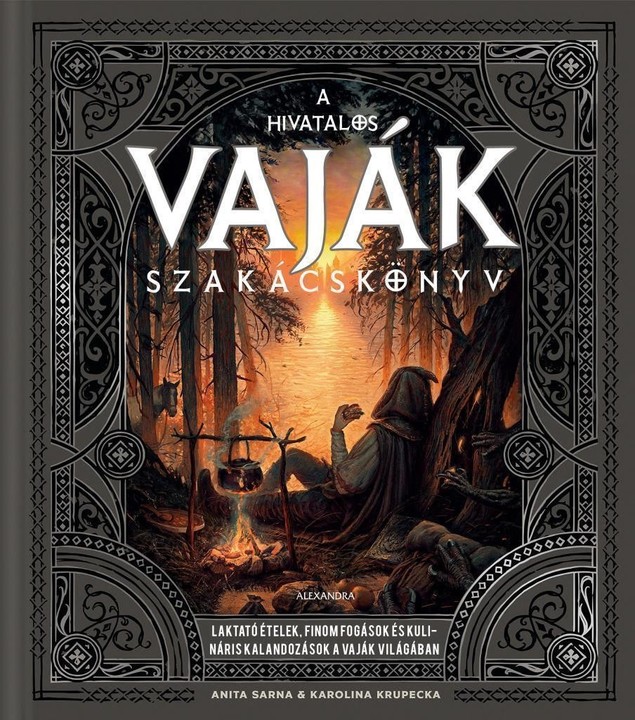 A
HIVATALOS
VAJÁK
SZAKÁCSKÖNYV
ALEXANDRA
LAKTATÓ ÉTELEK, FINOM FOGÁSOK ÉS KULI-
NÁRIS KALANDOZÁSOK A VAJÁK VILÁGÁBAN
ANITA SARNA & KAROLINA KRUPECKA